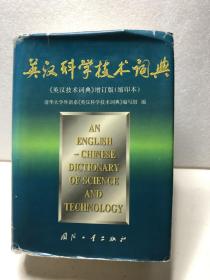 英汉科学技术词典
《英汉技术词典》增订版(缩印本)
清华大学外语系《英汉科学技术词典》编写组 编
AN
ENGLISH
—CHINESE
DICTIONARY
OF SCIENCE
AND
TECHNOLOGY
国防工业出版社